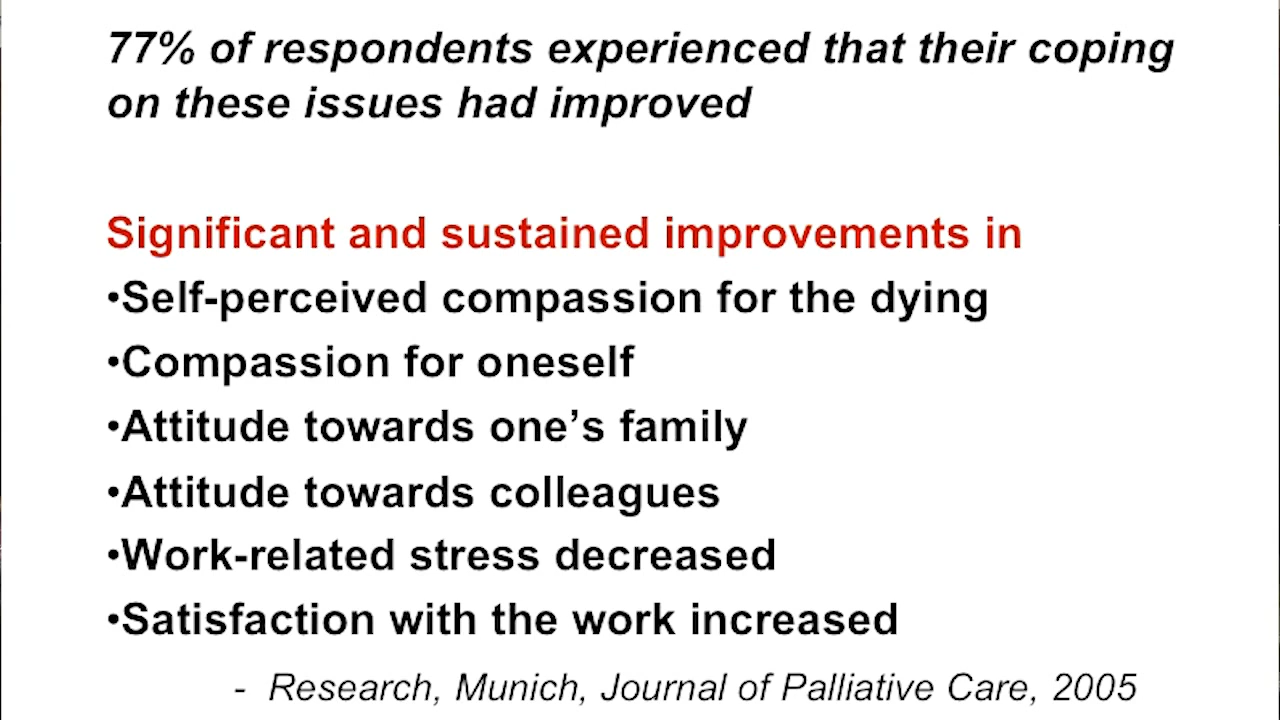 77% of respondents experienced that their coping
on these issues had improved
Significant and sustained improvements in
•Self-perceived compassion for the dying
•Compassion for oneself
•Attitude towards one’s family
•Attitude towards colleagues
•Work-related stress decreased
•Satisfaction with the work increased
- Research, Munich, Journal of Palliative Care, 2005